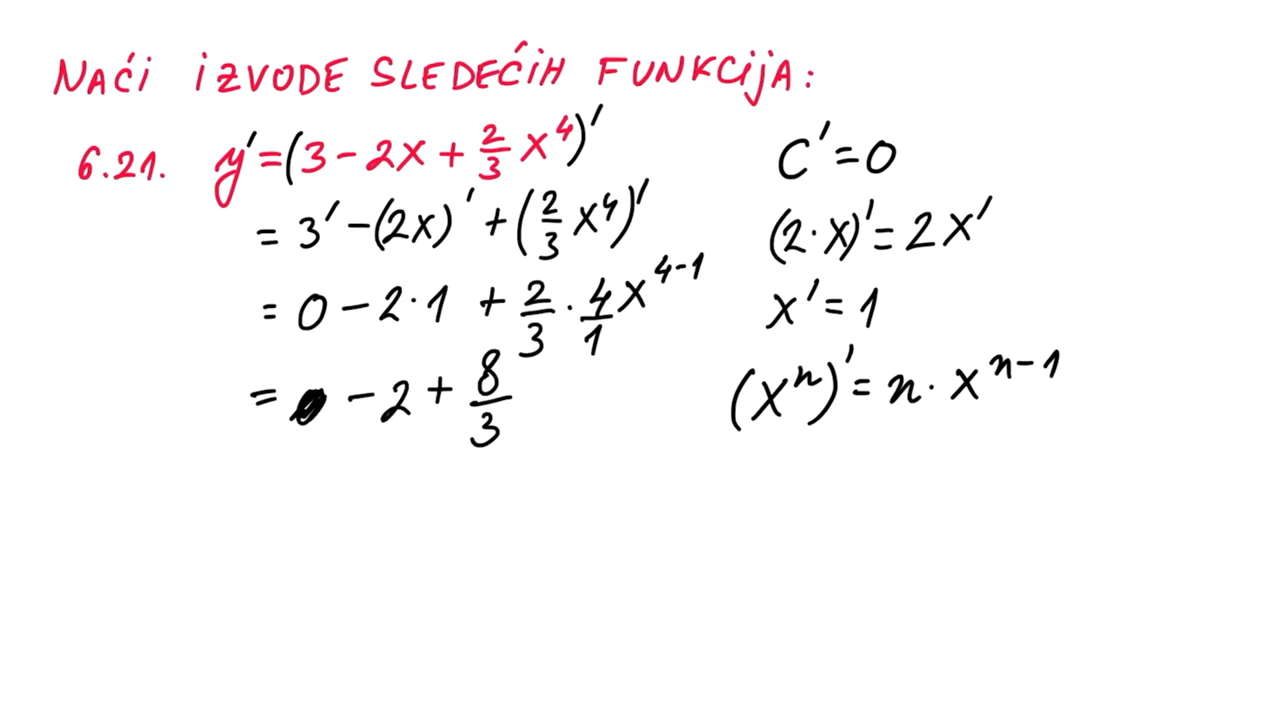 NAĆI IZVODE SLEDEĆIH FUNKCIJA:
6.21. y' = (3 - 2x + 2/3 x^4)'
= 3' - (2x)' + (2/3 x^4)'
= 0 - 2·1 + 2/3 · 4/1 x^{4-1}
= - 2 + 8/3
C' = 0
(2·x)' = 2x'
x' = 1
(x^n)' = n·x^{n-1}